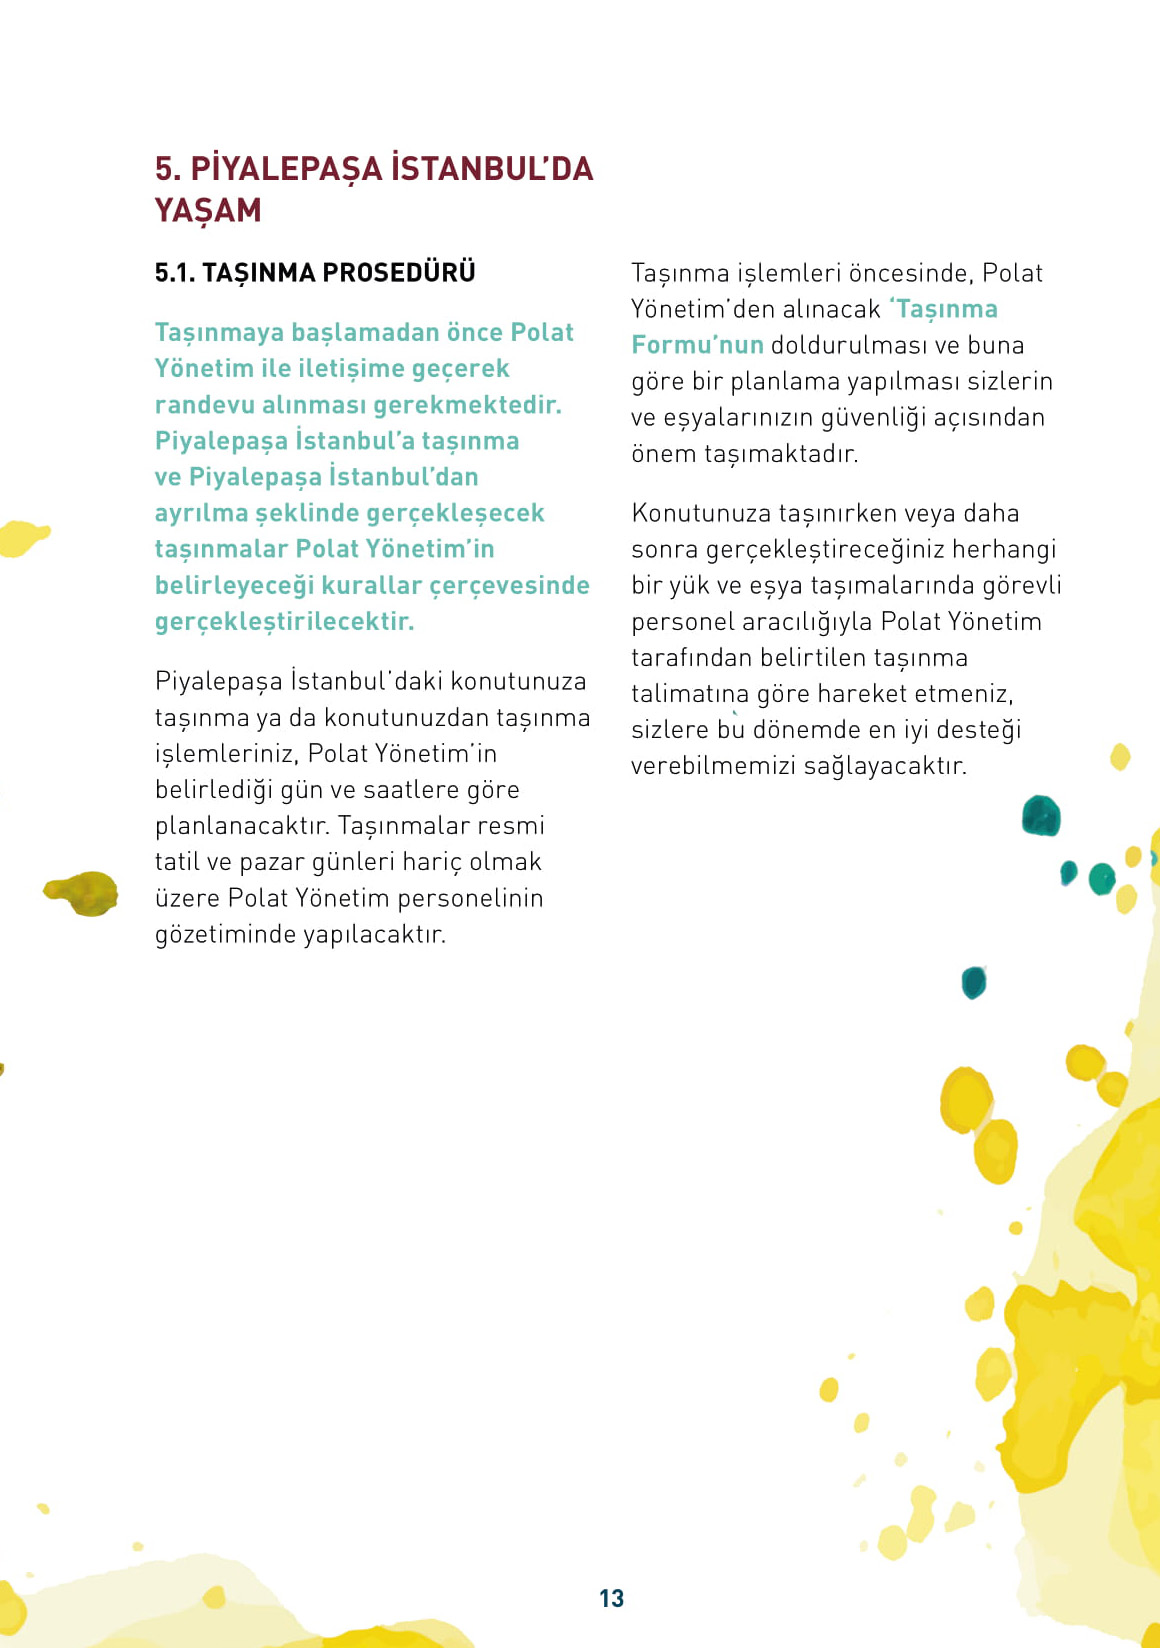 5. PİYALEPAŞA İSTANBUL’DA
YAŞAM
5.1. TAŞINMA PROSEDÜRÜ
Taşınmaya başlamadan önce Polat
Yönetim ile iletişime geçerek
randevu alınması gerekmektedir.
Piyalepaşa İstanbul’a taşınma
ve Piyalepaşa İstanbul’dan
ayrılma şeklinde gerçekleşecek
taşınmalar Polat Yönetim’in
belirleyeceği kurallar çerçevesinde
gerçekleştirilecektir.
Piyalepaşa İstanbul’daki konutunuza
taşınma ya da konutunuzdan taşınma
işlemleriniz, Polat Yönetim’in
belirlediği gün ve saatlere göre
planlanacaktır. Taşınmalar resmi
tatil ve pazar günleri hariç olmak
üzere Polat Yönetim personelinin
gözetiminde yapılacaktır.
Taşınma işlemleri öncesinde, Polat
Yönetim’den alınacak ‘Taşınma
Formu’nun doldurulması ve buna
göre bir planlama yapılması sizlerin
ve eşyalarınızın güvenliği açısından
önem taşımaktadır.
Konutunuza taşınırken veya daha
sonra gerçekleştireceğiniz herhangi
bir yük ve eşya taşımalarında görevli
personel aracılığıyla Polat Yönetim
tarafından belirtilen taşınma
talimatına göre hareket etmeniz,
sizlere bu dönemde en iyi desteği
verebilmemizi sağlayacaktır.
13